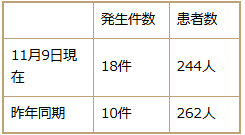 発生件数 患者数
11月9日現
在 18件 244人
昨年同期 10件 262人